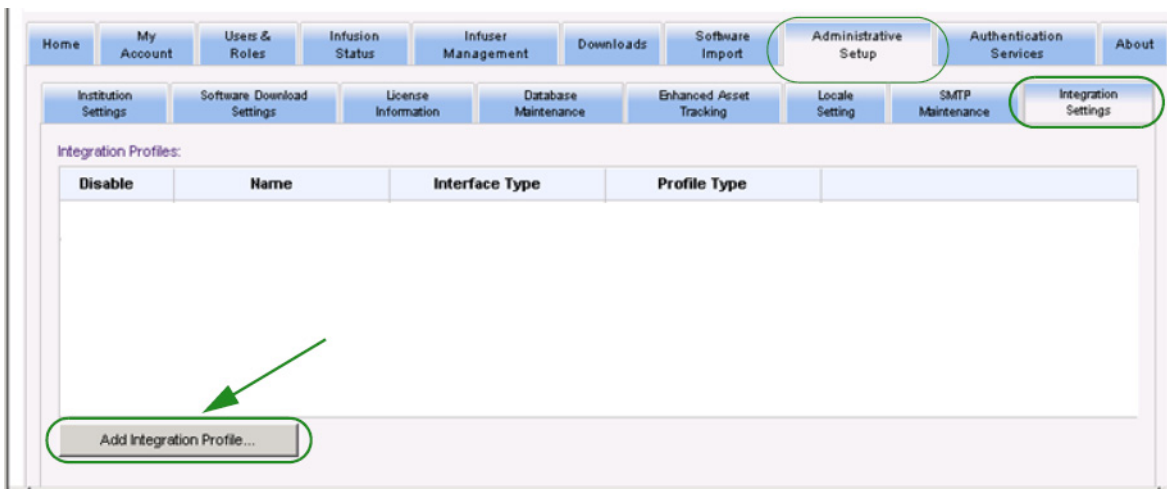 Home
My Account
Users & Roles
Infusion Status
Infuser Management
Downloads
Software Import
Administrative Setup
Authentication Services
About
Institution Settings
Software Download Settings
License Information
Database Maintenance
Enhanced Asset Tracking
Locale Setting
SMTP Maintenance
Integration Settings
Integration Profiles:
Disable Name Interface Type Profile Type
Add Integration Profile...